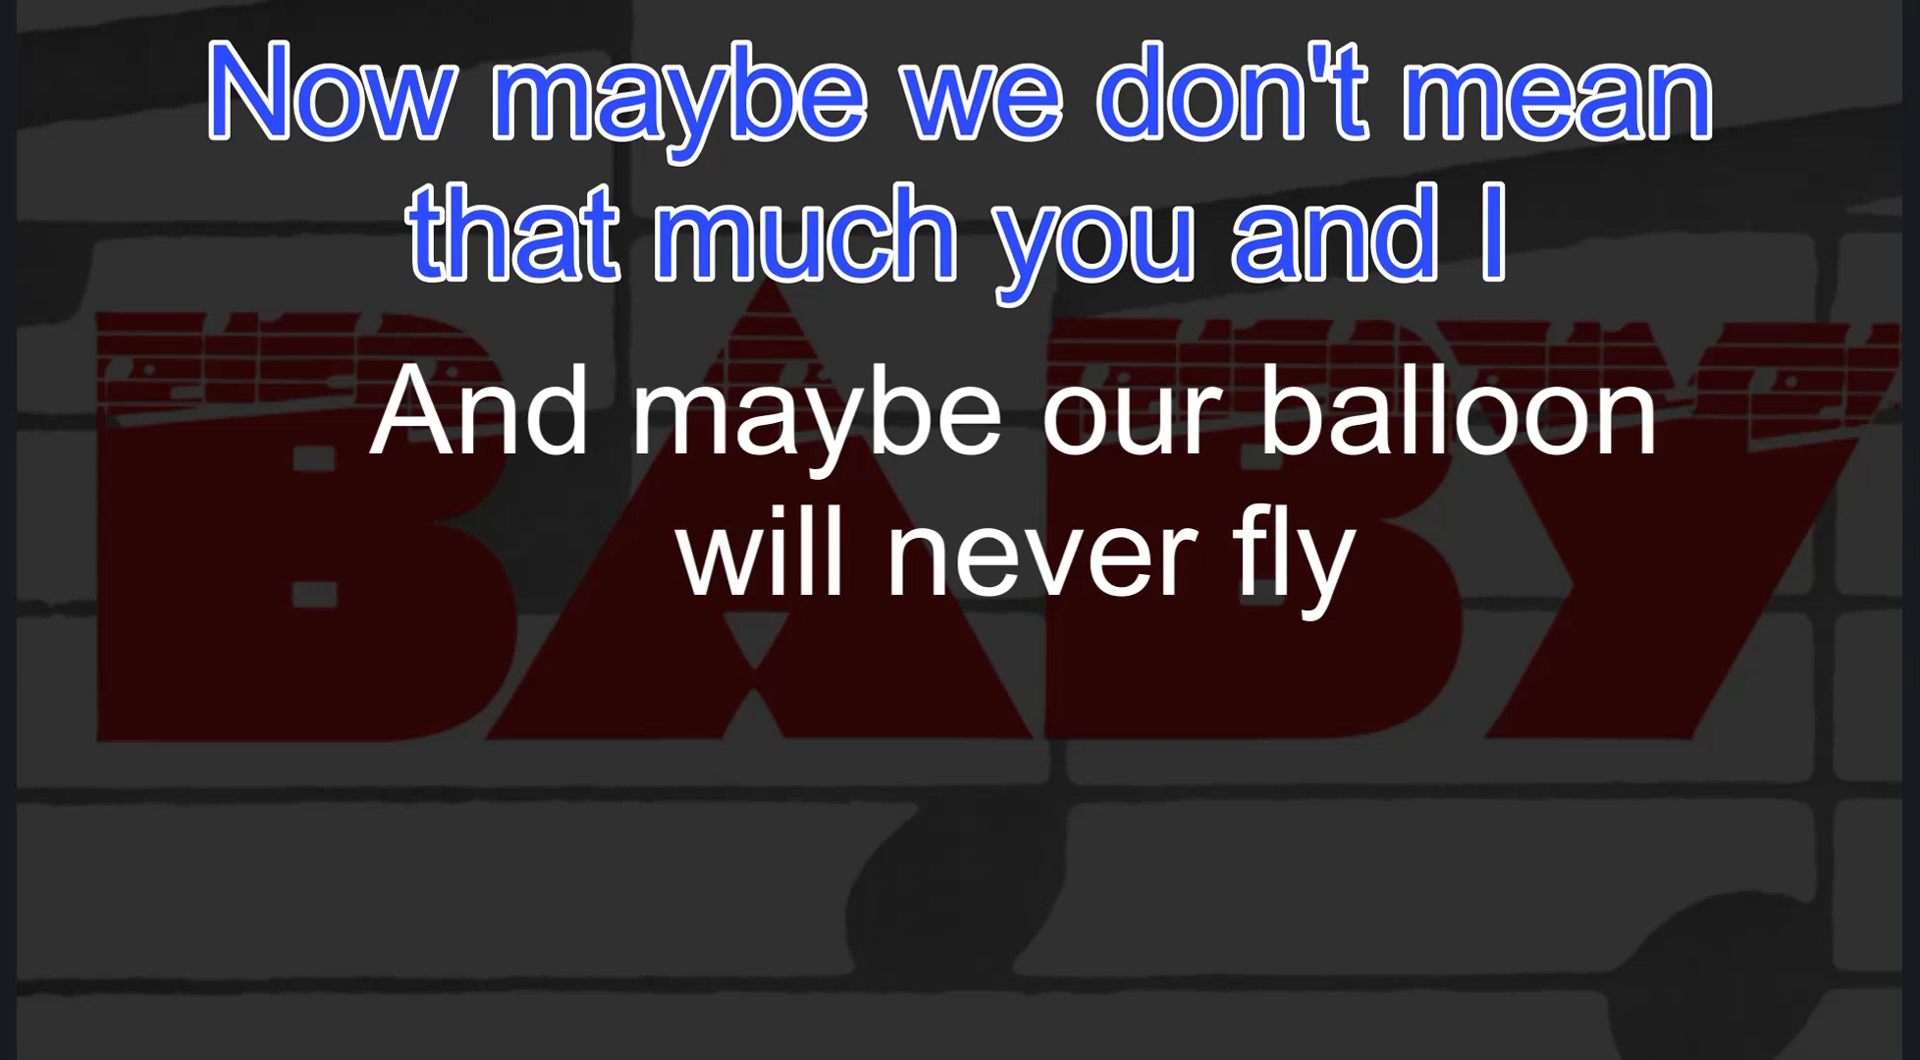 Now maybe we don't mean
that much you and I
And maybe our balloon
will never fly
BABY